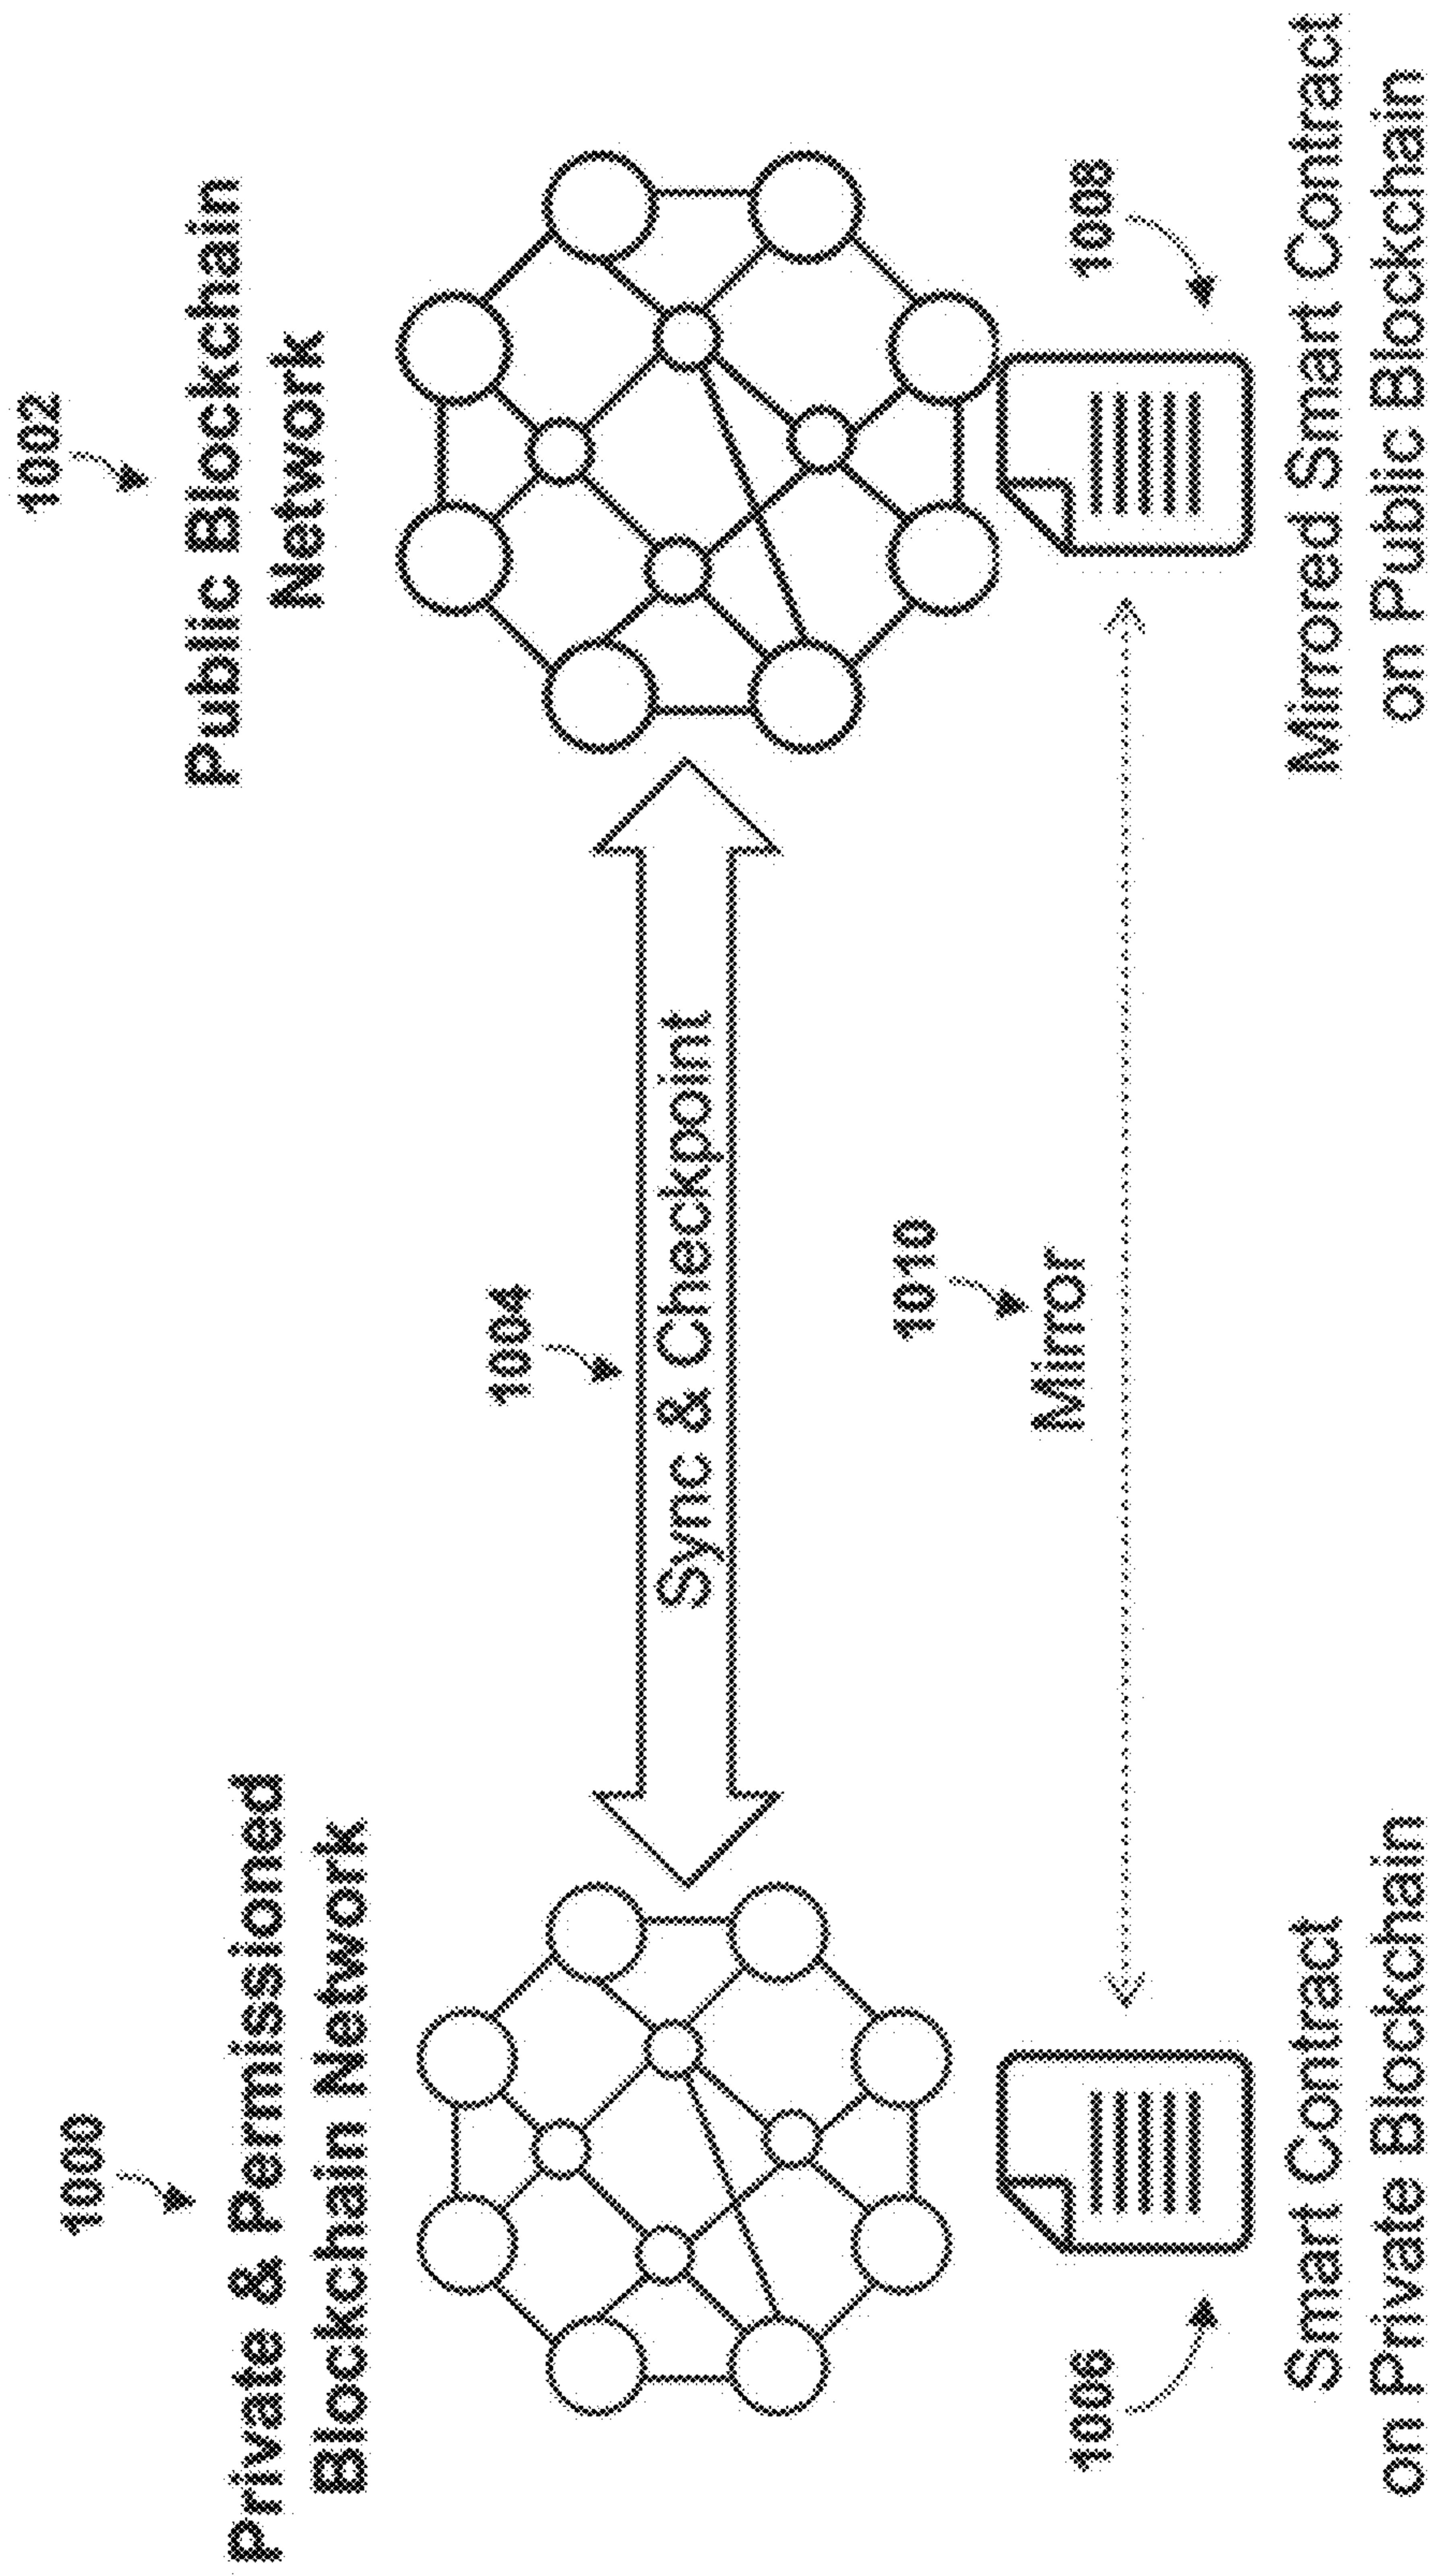 1000
Private & Permissioned
Blockchain Network
1002
Public Blockchain
Network
1004
Sync & Checkpoint
1010
Mirror
1006
Smart Contract
on Private Blockchain
1008
Mirrored Smart Contract
on Public Blockchain